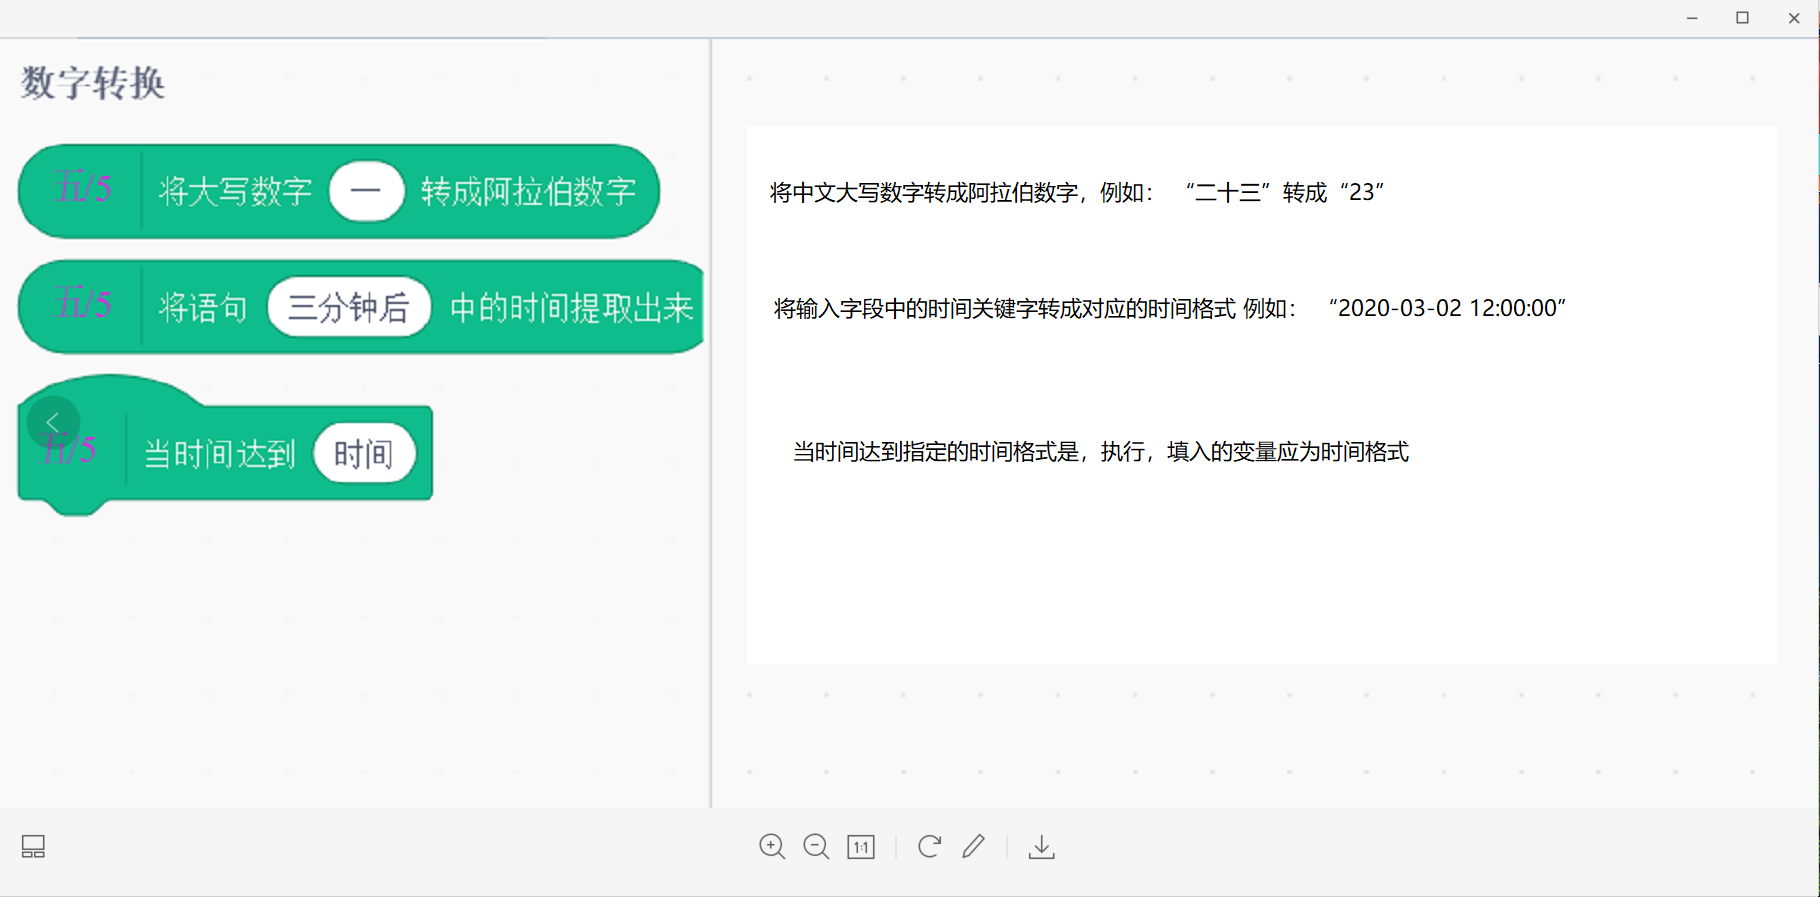 数字转换
五/5 将大写数字 一 转成阿拉伯数字
将中文大写数字转成阿拉伯数字，例如： “二十三”转成“23”
五/5 将语句 三分钟后 中的时间提取出来
将输入字段中的时间关键字转成对应的时间格式 例如： “2020-03-02 12:00:00”
五/5 当时间达到 时间
当时间达到指定的时间格式是，执行，填入的变量应为时间格式
1:1